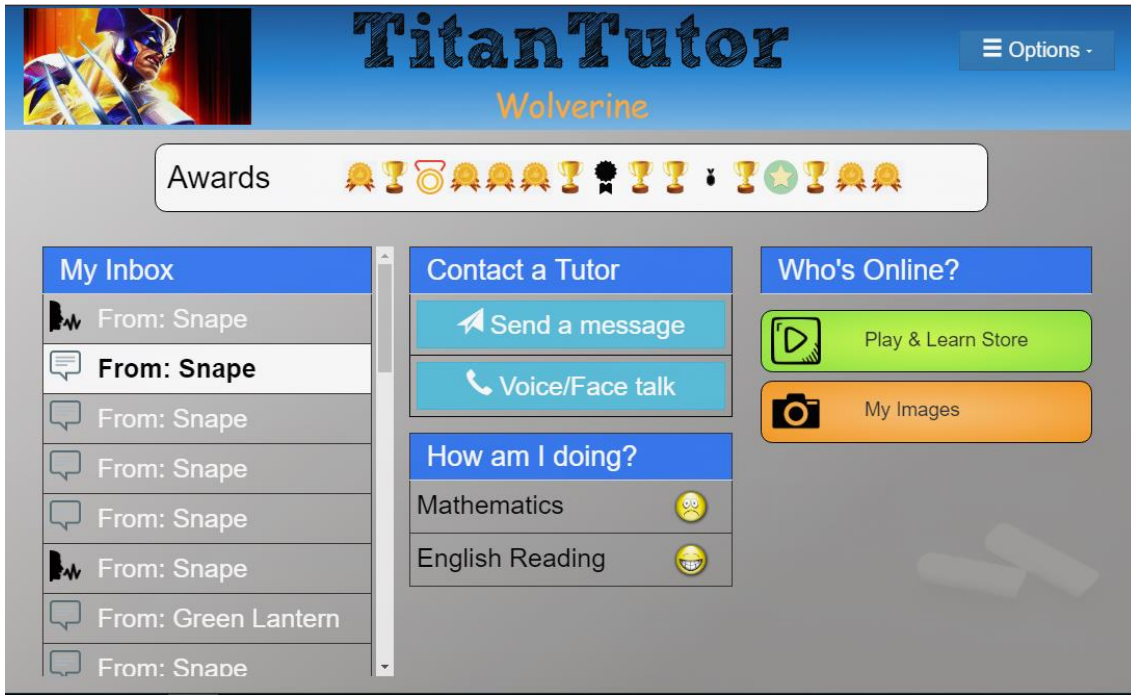 TitanTutor
Options
Wolverine
Awards
My Inbox
From: Snape
From: Snape
From: Snape
From: Snape
From: Snape
From: Snape
From: Green Lantern
From: Snape
Contact a Tutor
Send a message
Voice/Face talk
How am I doing?
Mathematics
English Reading
Who's Online?
Play & Learn Store
My Images